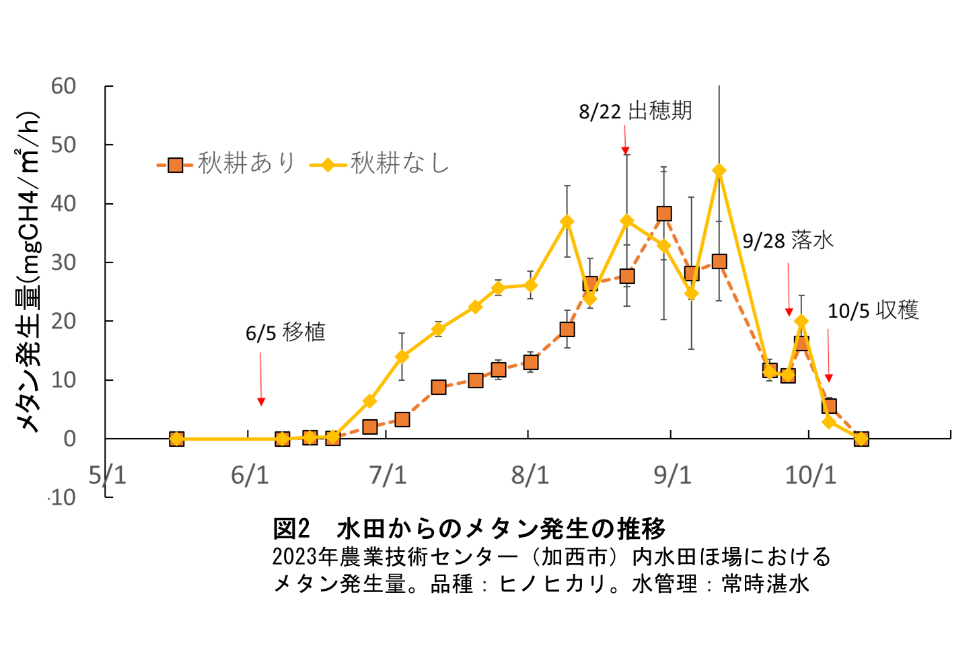 メタン発生量(mgCH4/㎡/h)
60
50
40
30
20
10
0
-10
秋耕あり
秋耕なし
6/5 移植
8/22 出穂期
9/28 落水
10/5 収穫
5/1
6/1
7/1
8/1
9/1
10/1
図2　水田からのメタン発生の推移
2023年農業技術センター（加西市）内水田ほ場における
メタン発生量。品種：ヒノヒカリ。水管理：常時湛水